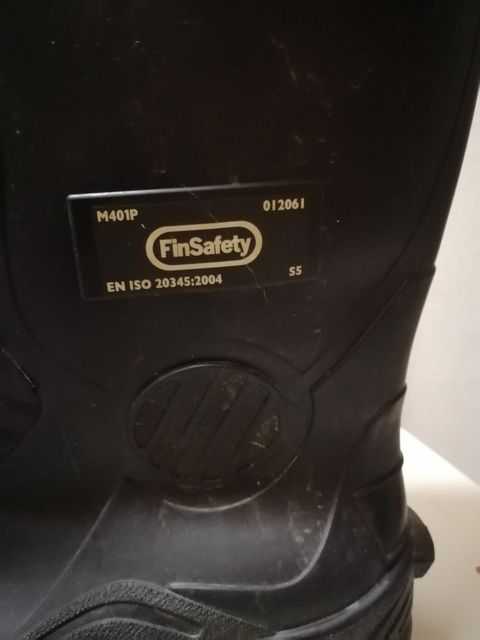 M401P 012061
FinSafety
EN ISO 20345:2004 S5